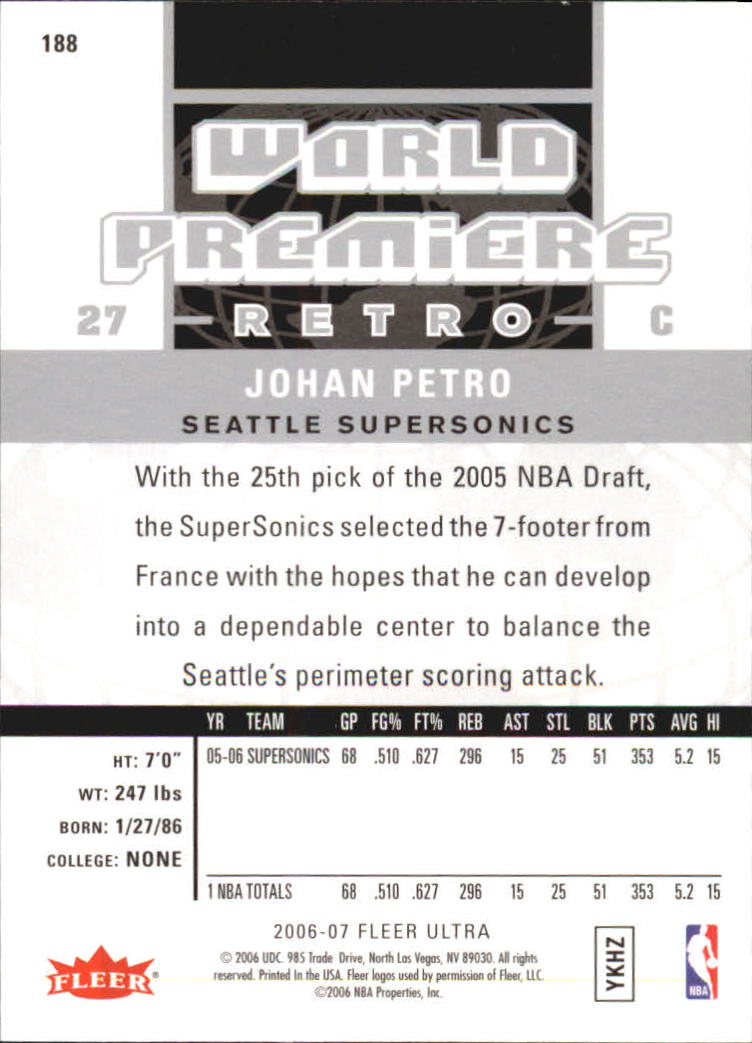 188
WORLD
PREMIERE
27 RETRO C
JOHAN PETRO
SEATTLE SUPERSONICS
With the 25th pick of the 2005 NBA Draft,
the SuperSonics selected the 7-footer from
France with the hopes that he can develop
into a dependable center to balance the
Seattle's perimeter scoring attack.
YR TEAM GP FG% FT% REB AST STL BLK PTS AVG HI
HT: 7'0"
05-06 SUPERSONICS 68 .510 .627 296 15 25 51 353 5.2 15
WT: 247 lbs
BORN: 1/27/86
COLLEGE: NONE
1 NBA TOTALS 68 .510 .627 296 15 25 51 353 5.2 15
2006-07 FLEER ULTRA
© 2006 UDC. 985 Trade Drive, North Las Vegas, NV 89030. All rights
reserved. Printed In the USA. Fleer logos used by permission of Fleer, LLC.
©2006 NBA Properties, Inc.
FLEER®
YKHZ
NBA